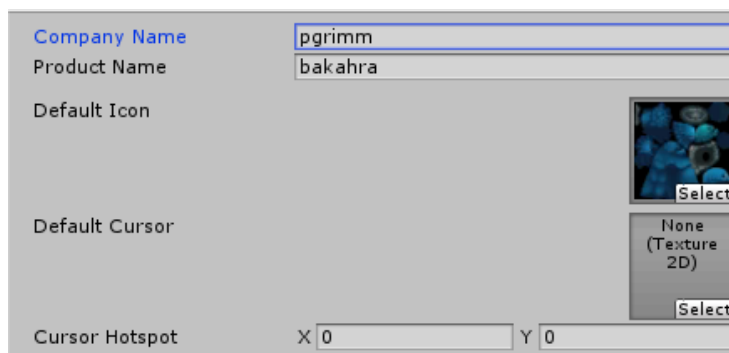 Company Name pgrimm
Product Name bakahra
Default Icon
Select
Default Cursor
None
(Texture
2D)
Select
Cursor Hotspot X 0 Y 0